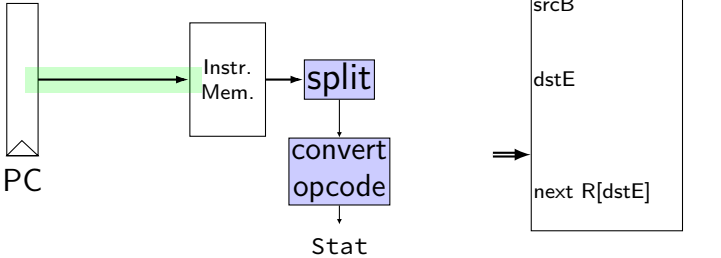 srcB
Instr.
Mem.
split
dstE
convert
opcode
PC
next R[dstE]
Stat